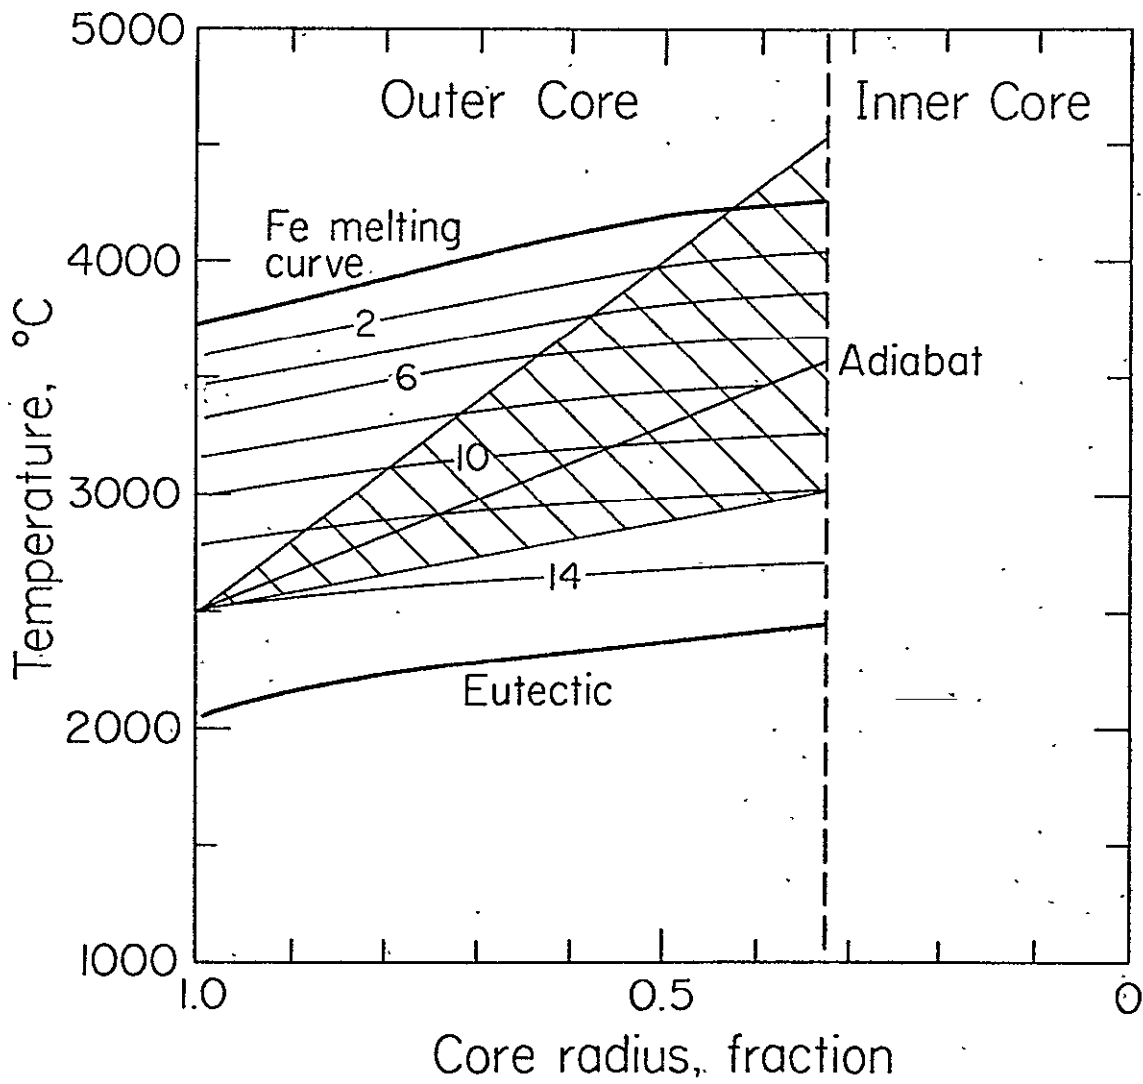 5000
Outer Core
Inner Core
Fe melting
curve
4000
2
6
Adiabat
10
3000
14
Eutectic
2000
1000
1.0
0.5
0
Temperature, °C
Core radius, fraction